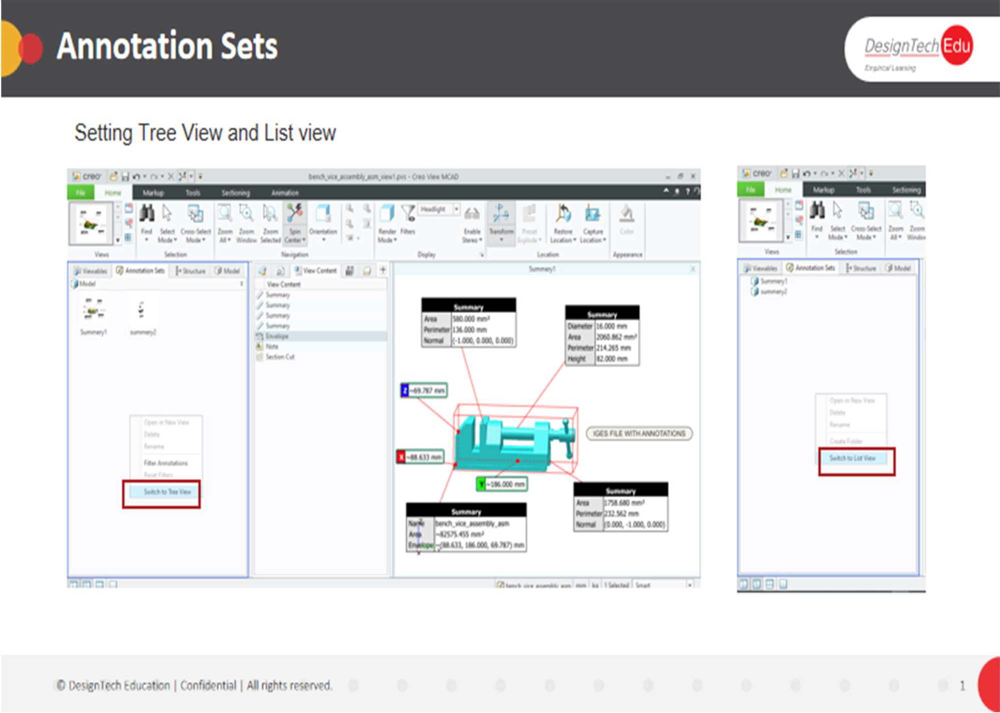 Annotation Sets
DesignTech Edu
Empirical Learning
Setting Tree View and List view
creo
bench_vice_assembly_asm_view1.pvs - Creo View MCAD
File Home Markup Tools Sectioning Animation
Headlight
Find Select Mode Cross-Select Mode Zoom All Zoom Window Zoom Selected Spin Center Orientation Render Mode Filters Enable Stereo Transform Preset Explode Restore Location Capture Location Color
Views Selection Navigation Display Location Appearance
Viewables Annotation Sets Structure Model
Model
Summery1 summery2
Open in New View
Delete
Rename
Filter Annotations
Reset Filters
Switch to Tree View
View Content
View Content
Summary
Summary
Summary
Summary
Envelope
Note
Section Cut
Summery1
Summary
Area 580.000 mm²
Perimeter 136.000 mm
Normal (-1.000, 0.000, 0.000)
Summary
Diameter 16.000 mm
Area 2060.862 mm²
Perimeter 214.265 mm
Height 82.000 mm
Z ~69.787 mm
IGES FILE WITH ANNOTATIONS
X ~88.633 mm
Y ~186.000 mm
Summary
Area 1758.680 mm²
Perimeter 232.562 mm
Normal (0.000, -1.000, 0.000)
Summary
Name bench_vice_assembly_asm
Area ~82575.455 mm²
Envelope ~(88.633, 186.000, 69.787) mm
bench_vice_assembly_asm mm kg 1 Selected Smart
creo
File Home Markup Tools Sectioning
Find Select Mode Cross-Select Mode Zoom All Zoom Window
Views Selection
Viewables Annotation Sets Structure Model
Summery1
summery2
Open in New View
Delete
Rename
Create Folder
Switch to List View
© DesignTech Education | Confidential | All rights reserved.
1